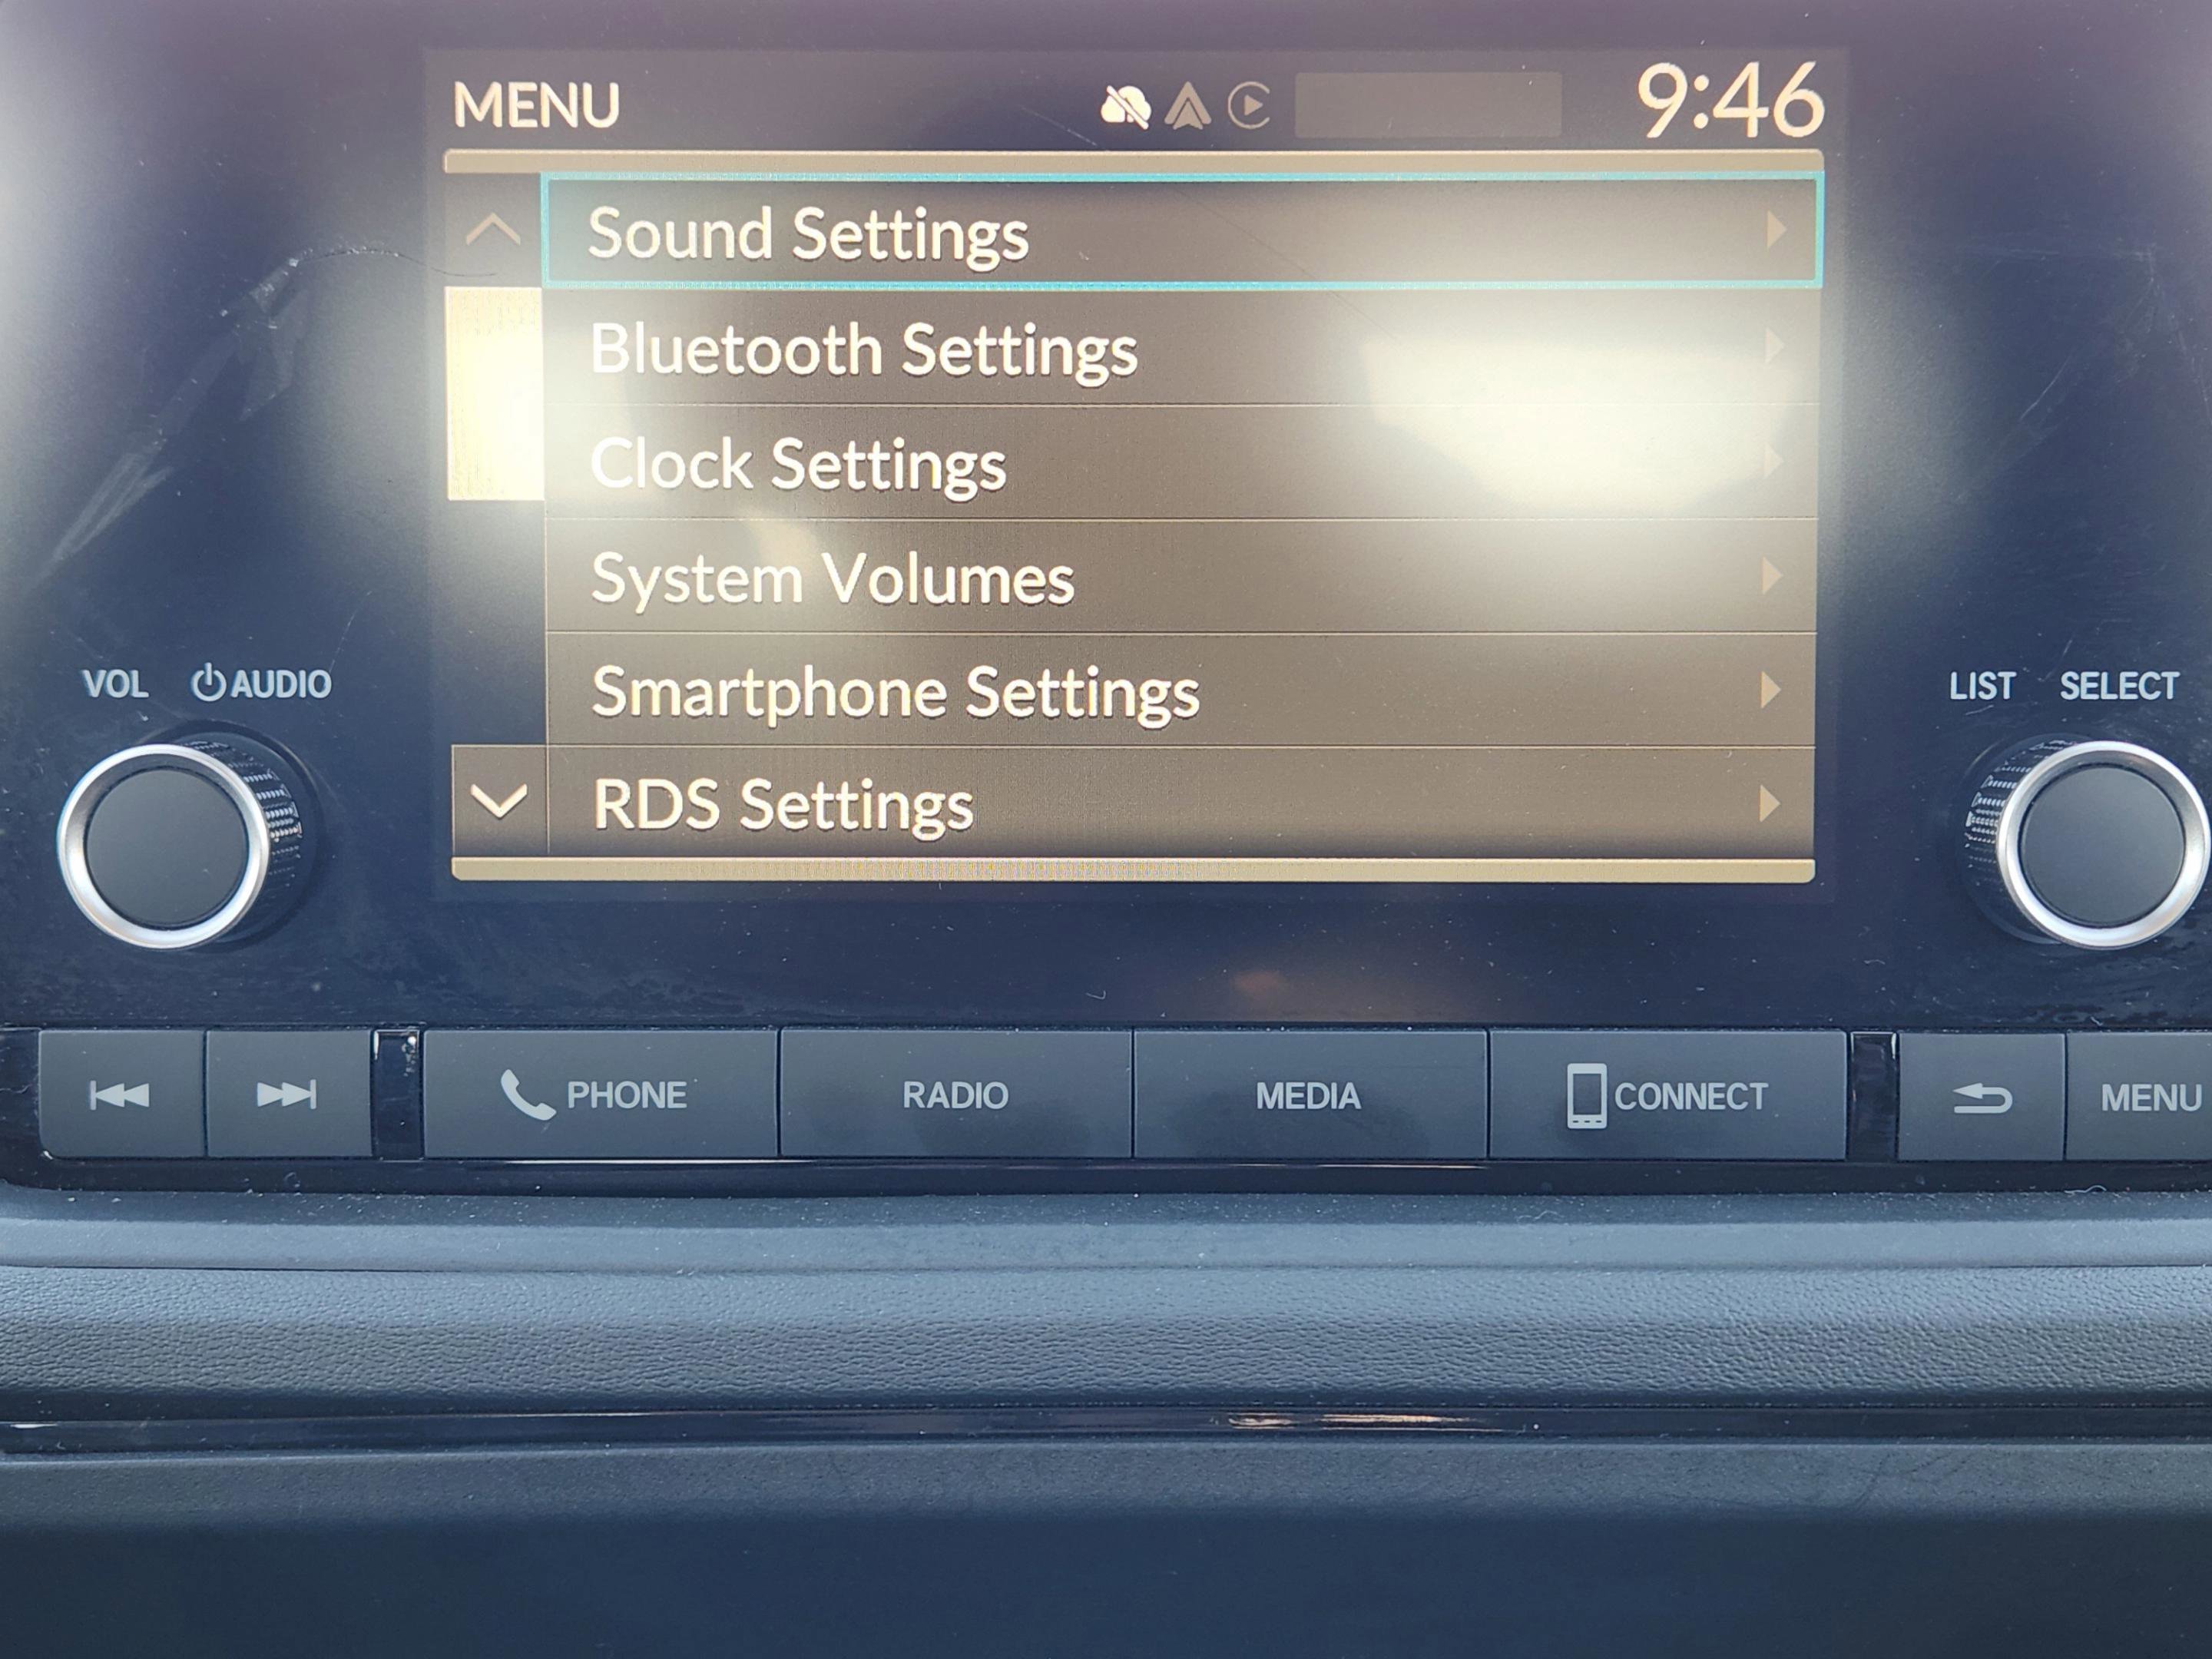 MENU 9:46
Sound Settings
Bluetooth Settings
Clock Settings
System Volumes
Smartphone Settings
RDS Settings
VOL AUDIO
LIST SELECT
PHONE RADIO MEDIA CONNECT MENU